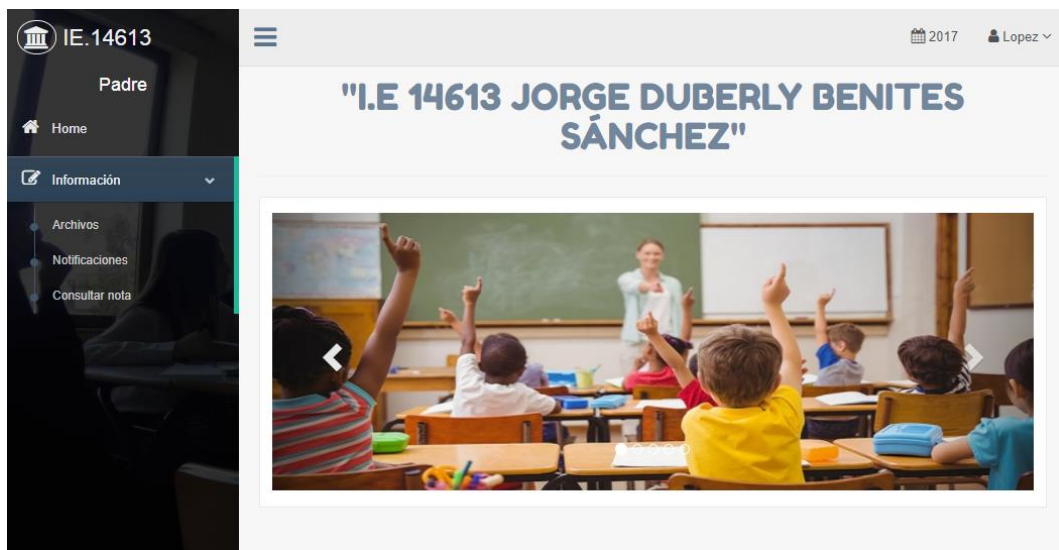 IE.14613
Padre
Home
Información
Archivos
Notificaciones
Consultar nota
2017
Lopez
"I.E 14613 JORGE DUBERLY BENITES
SÁNCHEZ"